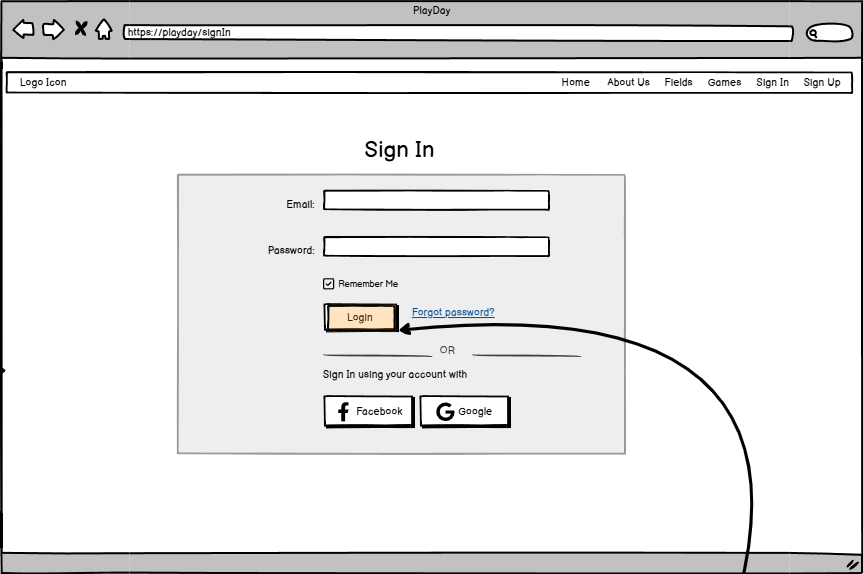 PlayDay
https://playday/signIn
Logo Icon Home About Us Fields Games Sign In Sign Up
Sign In
Email:
Password:
Remember Me
Login Forgot password?
OR
Sign In using your account with
Facebook Google